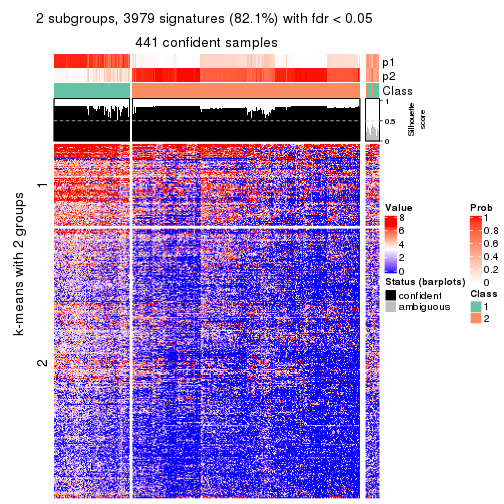 2 subgroups, 3979 signatures (82.1%) with fdr < 0.05
441 confident samples
p1
p2
Class
1
0.5
0
Silhouette
score
1
2
k-means with 2 groups
Value
8
6
4
2
0
Status (barplots)
confident
ambiguous
Prob
1
0.8
0.6
0.4
0.2
0
Class
1
2